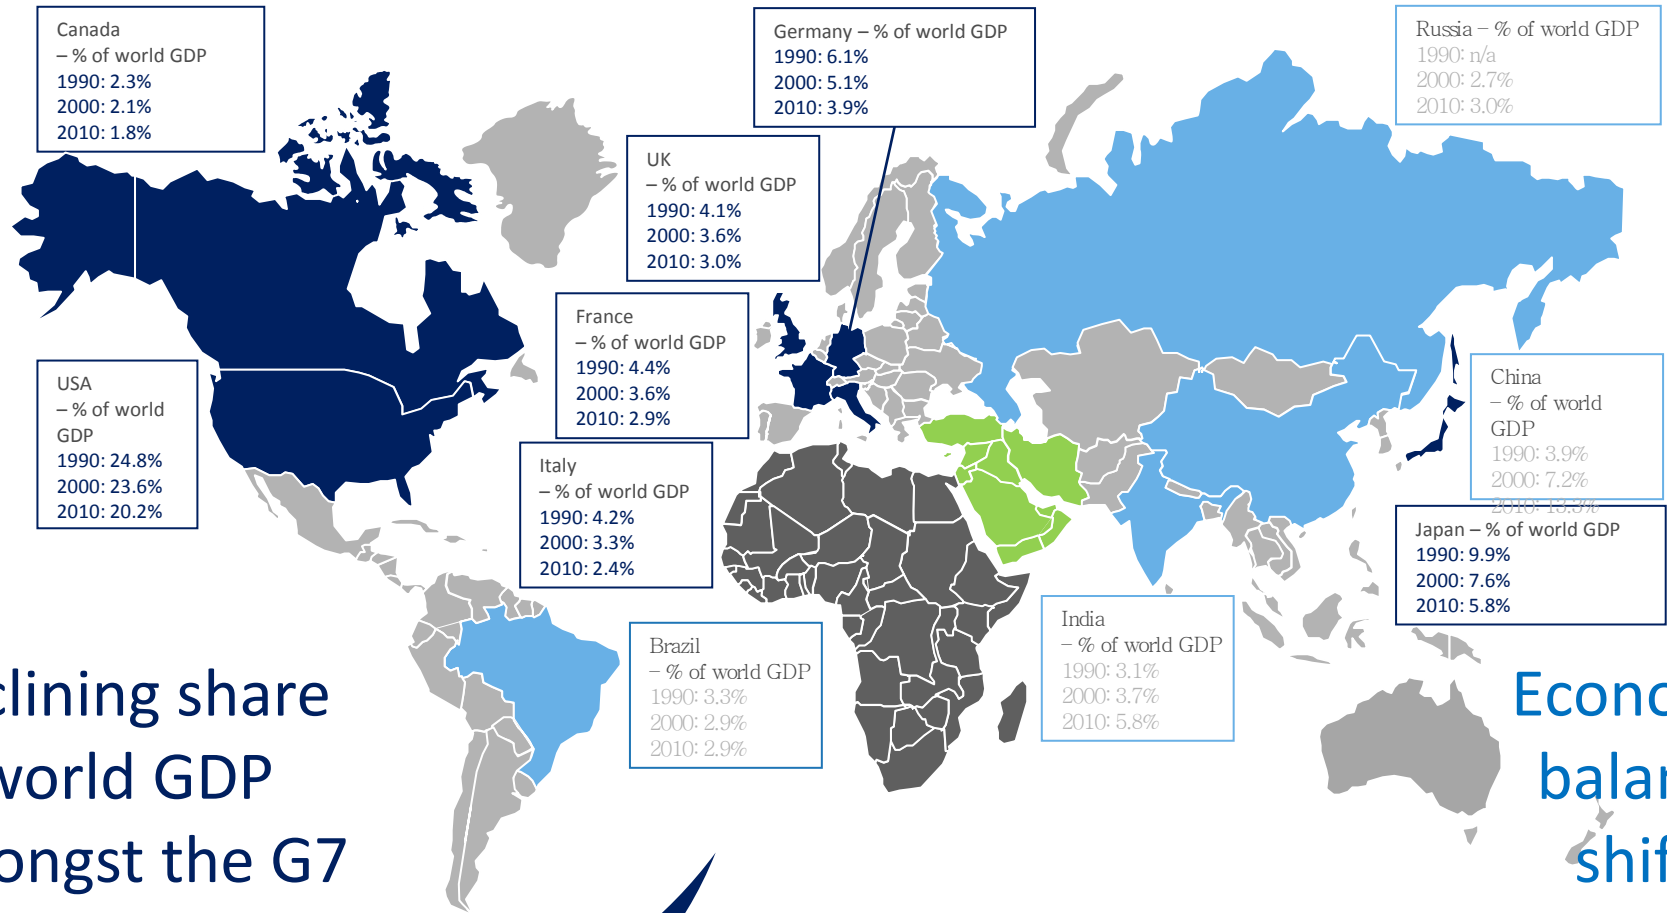 Canada
– % of world GDP
1990: 2.3%
2000: 2.1%
2010: 1.8%
Germany – % of world GDP
1990: 6.1%
2000: 5.1%
2010: 3.9%
Russia – % of world GDP
1990: n/a
2000: 2.7%
2010: 3.0%
UK
– % of world GDP
1990: 4.1%
2000: 3.6%
2010: 3.0%
France
– % of world GDP
1990: 4.4%
2000: 3.6%
2010: 2.9%
USA
– % of world
GDP
1990: 24.8%
2000: 23.6%
2010: 20.2%
China
– % of world
GDP
1990: 3.9%
2000: 7.2%
2010: 13.3%
Italy
– % of world GDP
1990: 4.2%
2000: 3.3%
2010: 2.4%
Japan – % of world GDP
1990: 9.9%
2000: 7.6%
2010: 5.8%
India
– % of world GDP
1990: 3.1%
2000: 3.7%
2010: 5.8%
Brazil
– % of world GDP
1990: 3.3%
2000: 2.9%
2010: 2.9%
clining share
world GDP
ongst the G7
Econo
balan
shif